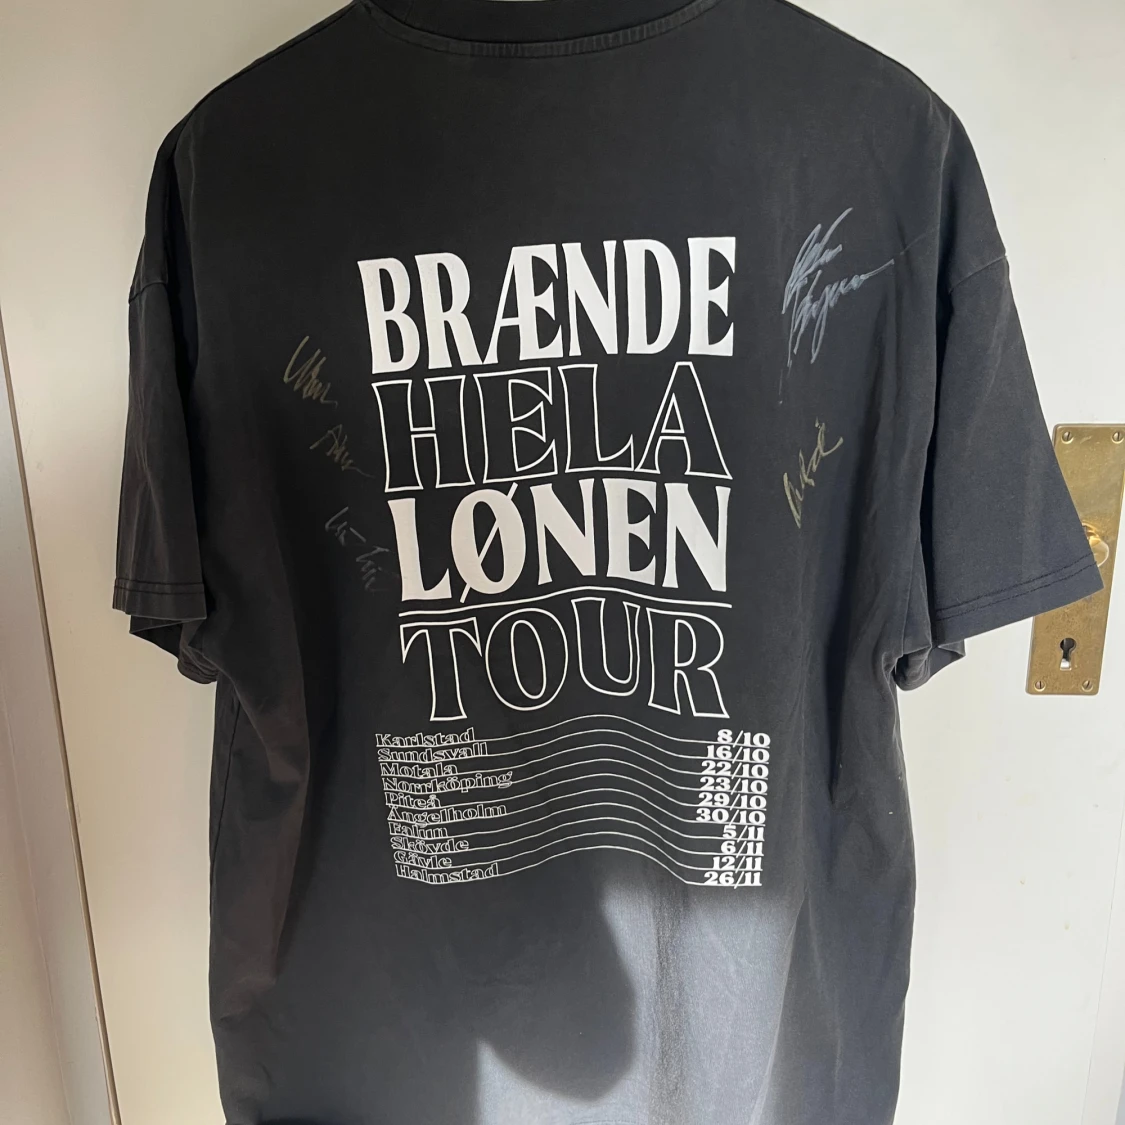 BRÆNDE
HELA
LØNEN
TOUR
Karlstad 8/10
Sundsvall 16/10
Motala 22/10
Norrköping 23/10
Piteå 29/10
Ängelholm 30/10
Falun 5/11
Skövde 6/11
Gävle 12/11
Halmstad 26/11